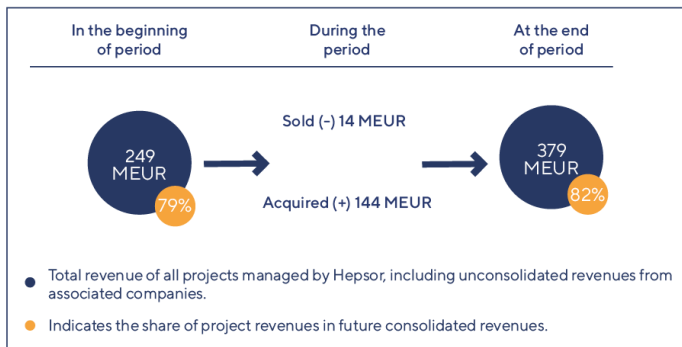 In the beginning
of period
During the
period
At the end
of period
Sold (-) 14 MEUR
249
MEUR
79%
379
MEUR
82%
Acquired (+) 144 MEUR
Total revenue of all projects managed by Hepsor, including unconsolidated revenues from
associated companies.
Indicates the share of project revenues in future consolidated revenues.